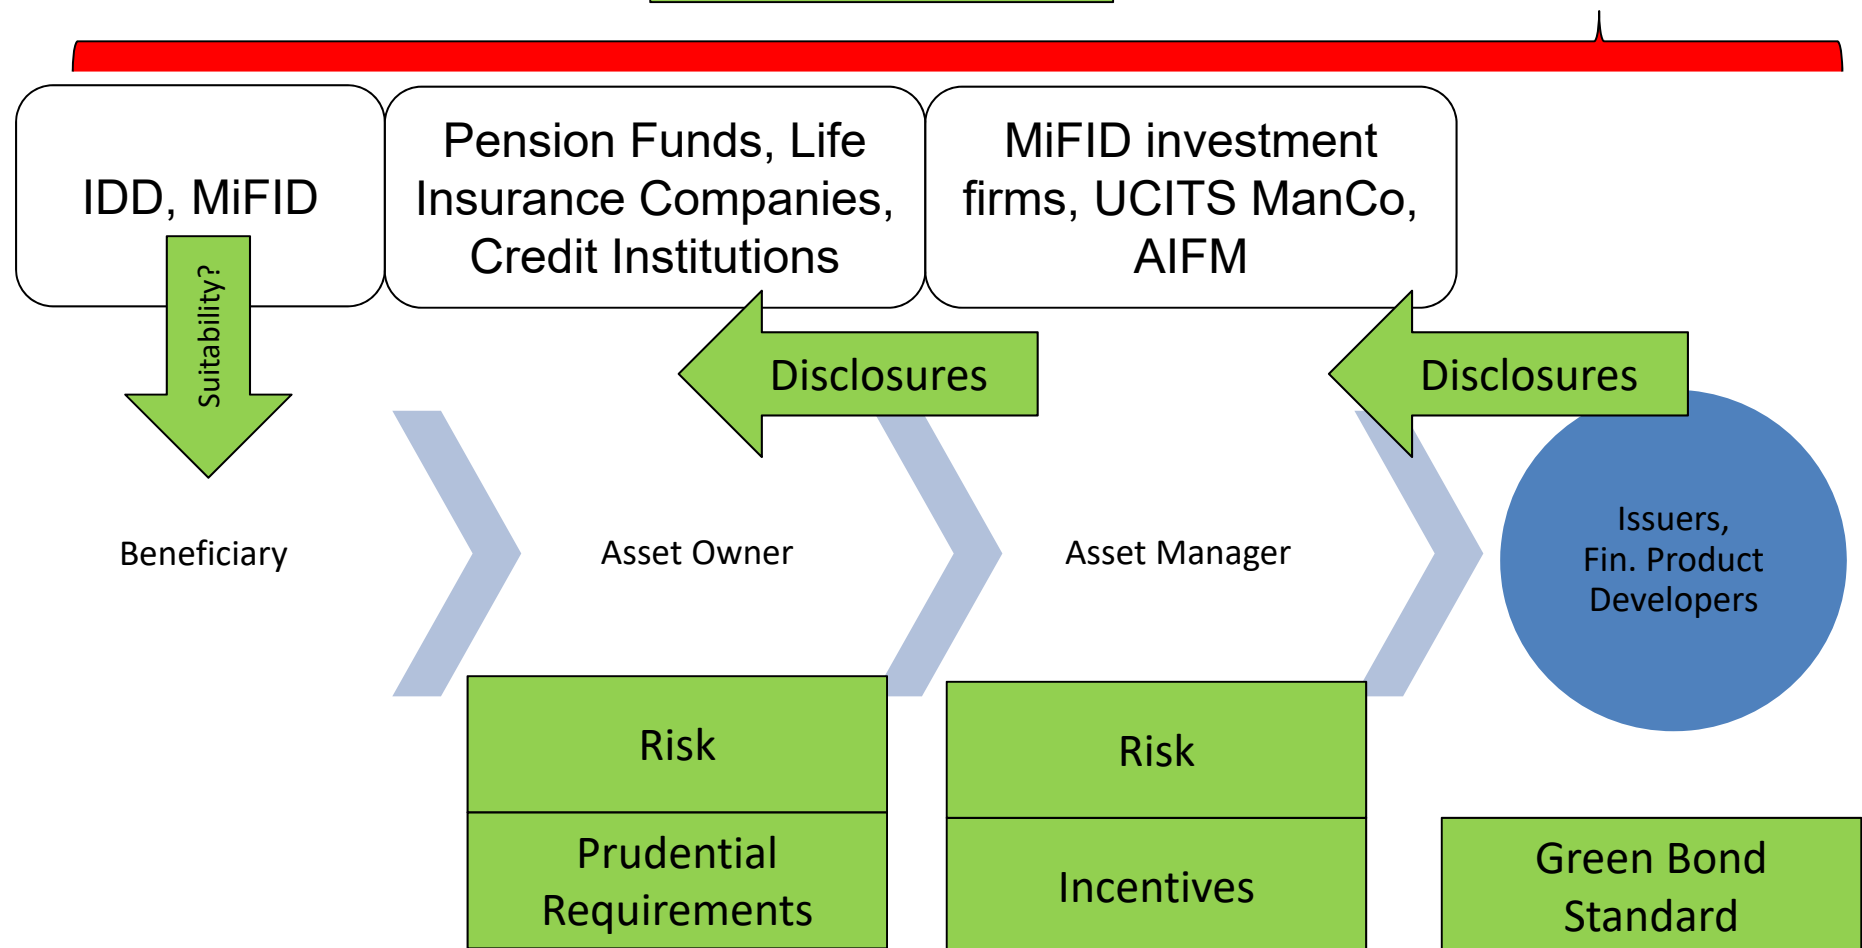 IDD, MiFID
Pension Funds, Life
Insurance Companies,
Credit Institutions
MiFID investment
firms, UCITS ManCo,
AIFM
Suitability?
Disclosures
Disclosures
Beneficiary
Asset Owner
Asset Manager
Issuers,
Fin. Product
Developers
Risk
Prudential
Requirements
Risk
Incentives
Green Bond
Standard